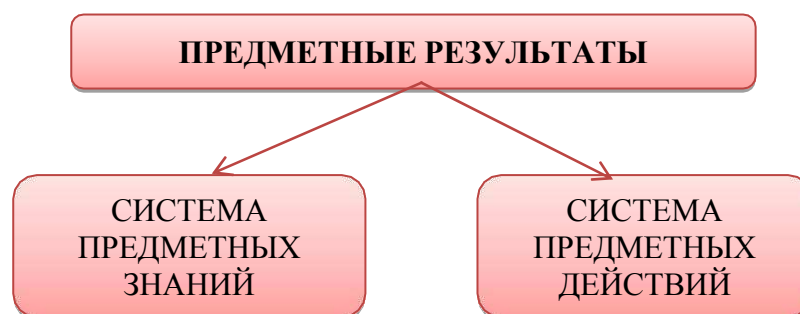 ПРЕДМЕТНЫЕ РЕЗУЛЬТАТЫ
СИСТЕМА
ПРЕДМЕТНЫХ
ЗНАНИЙ
СИСТЕМА
ПРЕДМЕТНЫХ
ДЕЙСТВИЙ